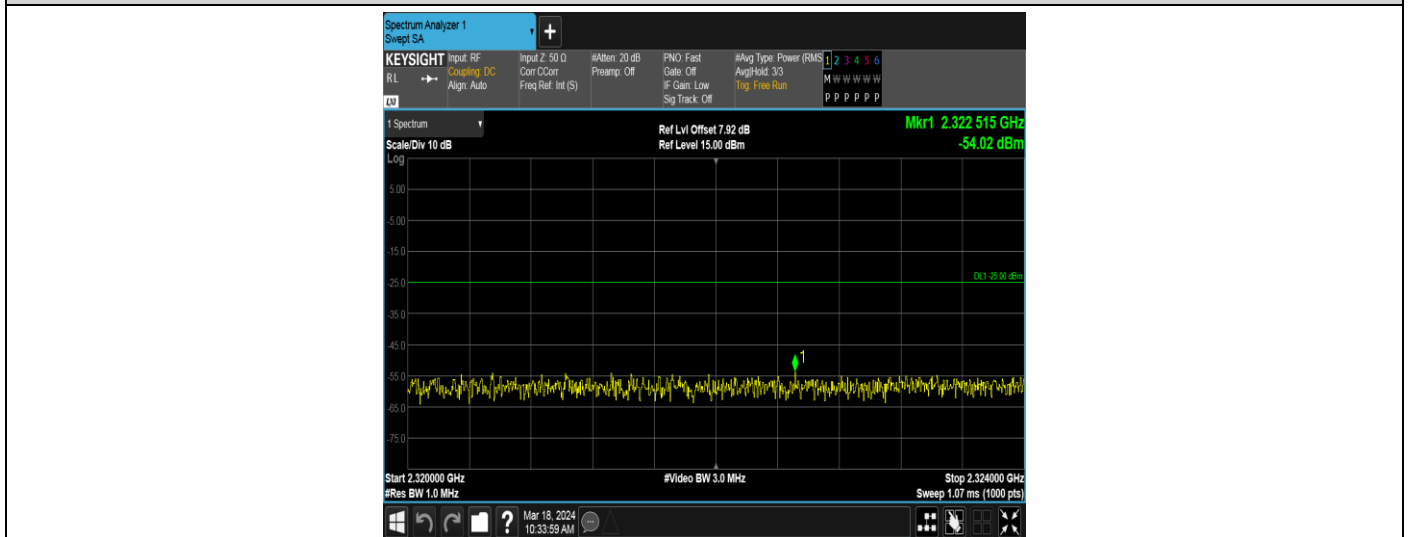 Spectrum Analyzer 1
Swept SA
+
KEYSIGHT
RL
Input: RF
Coupling: DC
Align: Auto
Input Z: 50 Ω
Corr CCorr
Freq Ref: Int (S)
#Atten: 20 dB
Preamp: Off
PNO: Fast
Gate: Off
IF Gain: Low
Sig Track: Off
#Avg Type: Power (RMS
Avg|Hold: 3/3
Trig: Free Run
1 2 3 4 5 6
M W W W W W
P P P P P P
LXI
1 Spectrum
Scale/Div 10 dB
Ref Lvl Offset 7.92 dB
Ref Level 15.00 dBm
Mkr1 2.322 515 GHz
-54.02 dBm
Log
5.00
-5.00
-15.0
-25.0
DL1 -25.00 dBm
-35.0
-45.0
1
-55.0
-65.0
-75.0
Start 2.320000 GHz
#Video BW 3.0 MHz
Stop 2.324000 GHz
#Res BW 1.0 MHz
Sweep 1.07 ms (1000 pts)
?
Mar 18, 2024
10:33:59 AM